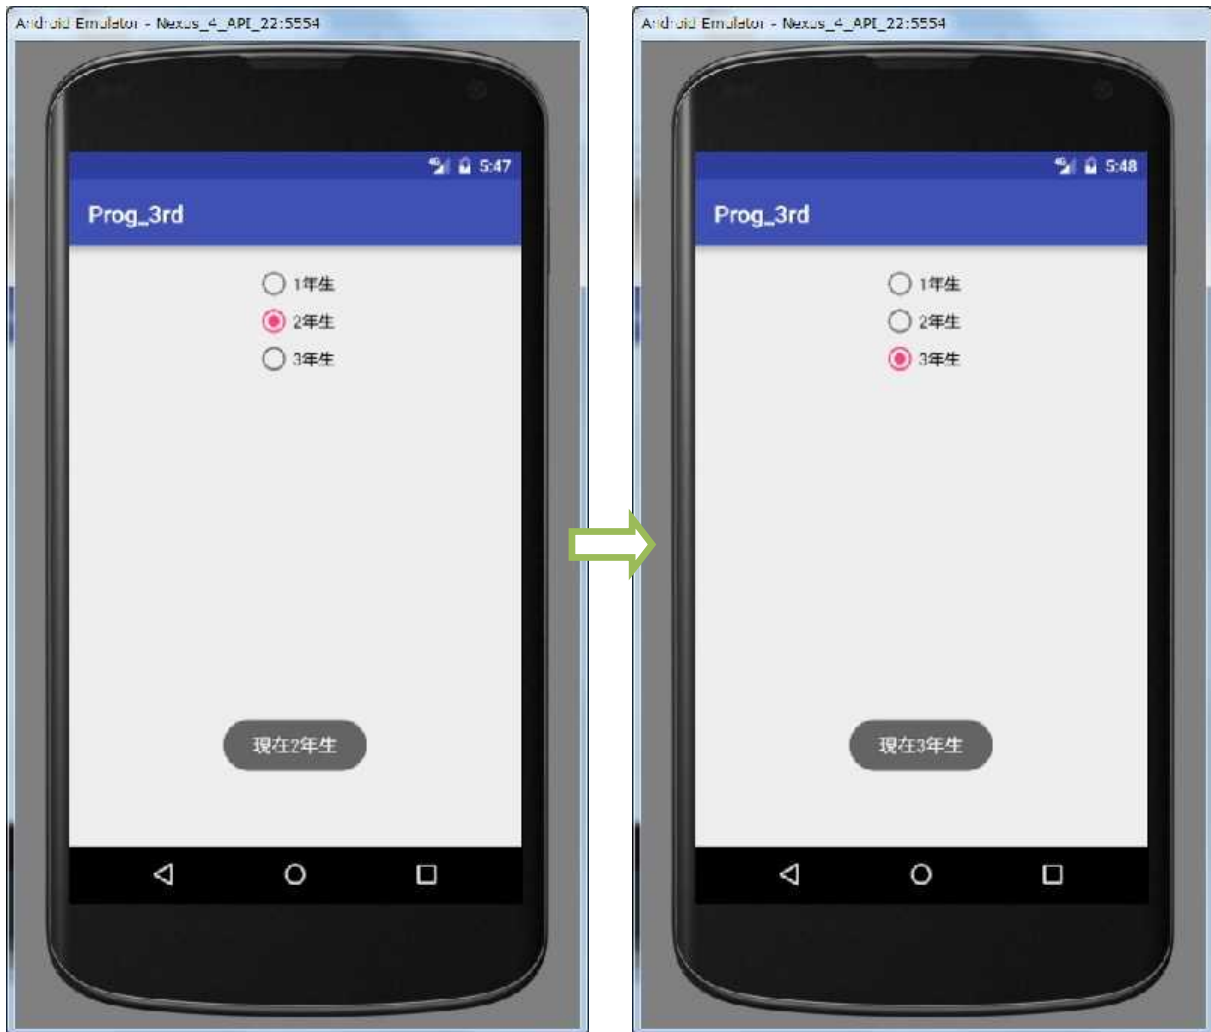 Android Emulator - Nexus_4_API_22:5554
5:47
Prog_3rd
1年生
2年生
3年生
現在2年生
Android Emulator - Nexus_4_API_22:5554
5:48
Prog_3rd
1年生
2年生
3年生
現在3年生